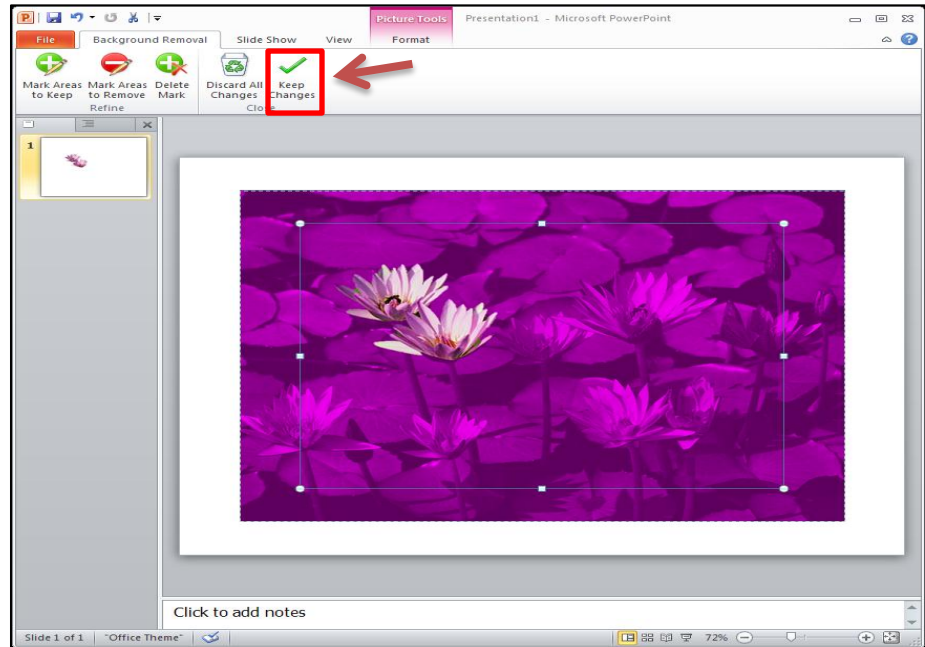 P
Picture Tools
Presentation1 - Microsoft PowerPoint
File Background Removal Slide Show View Format
Mark Areas to Keep
Mark Areas to Remove
Delete Mark
Discard All Changes
Keep Changes
Refine
Close
1
Click to add notes
Slide 1 of 1 "Office Theme" 72%